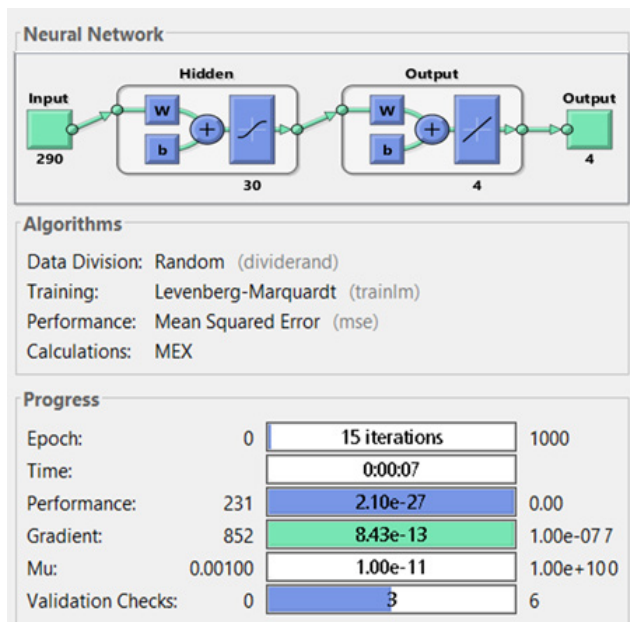 Neural Network
Hidden
Output
Input
Output
W
W
b
b
290
4
30
4
Algorithms
Data Division: Random (dividerand)
Training: Levenberg-Marquardt (trainlm)
Performance: Mean Squared Error (mse)
Calculations: MEX
Progress
Epoch: 0 15 iterations 1000
Time: 0:00:07
Performance: 231 2.10e-27 0.00
Gradient: 852 8.43e-13 1.00e-07 7
Mu: 0.00100 1.00e-11 1.00e+100
Validation Checks: 0 3 6